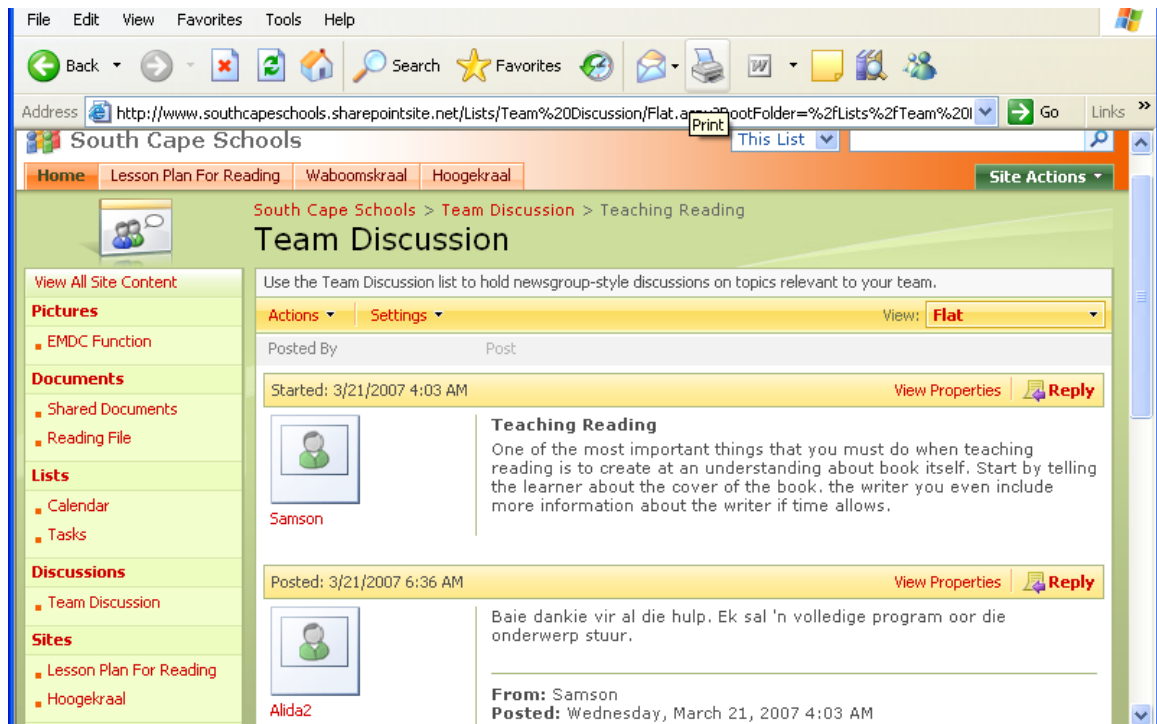 File Edit View Favorites Tools Help
Back Search Favorites
Address http://www.southcapeschools.sharepointsite.net/Lists/Team%20Discussion/Flat. ootFolder=%2fLists%2fTeam%20 Go Links »
Print
South Cape Schools This List
Home Lesson Plan For Reading Waboomskraal Hoogekraal Site Actions
South Cape Schools > Team Discussion > Teaching Reading
Team Discussion
View All Site Content Use the Team Discussion list to hold newsgroup-style discussions on topics relevant to your team.
Pictures Actions Settings View: Flat
EMDC Function Posted By Post
Documents Started: 3/21/2007 4:03 AM View Properties Reply
Shared Documents
Reading File
Lists
Calendar
Tasks
Teaching Reading
One of the most important things that you must do when teaching
reading is to create at an understanding about book itself. Start by telling
the learner about the cover of the book. the writer you even include
more information about the writer if time allows.
Samson
Discussions Posted: 3/21/2007 6:36 AM View Properties Reply
Team Discussion
Sites
Lesson Plan For Reading
Hoogekraal
Baie dankie vir al die hulp. Ek sal 'n volledige program oor die
onderwerp stuur.
From: Samson
Alida2 Posted: Wednesday, March 21, 2007 4:03 AM